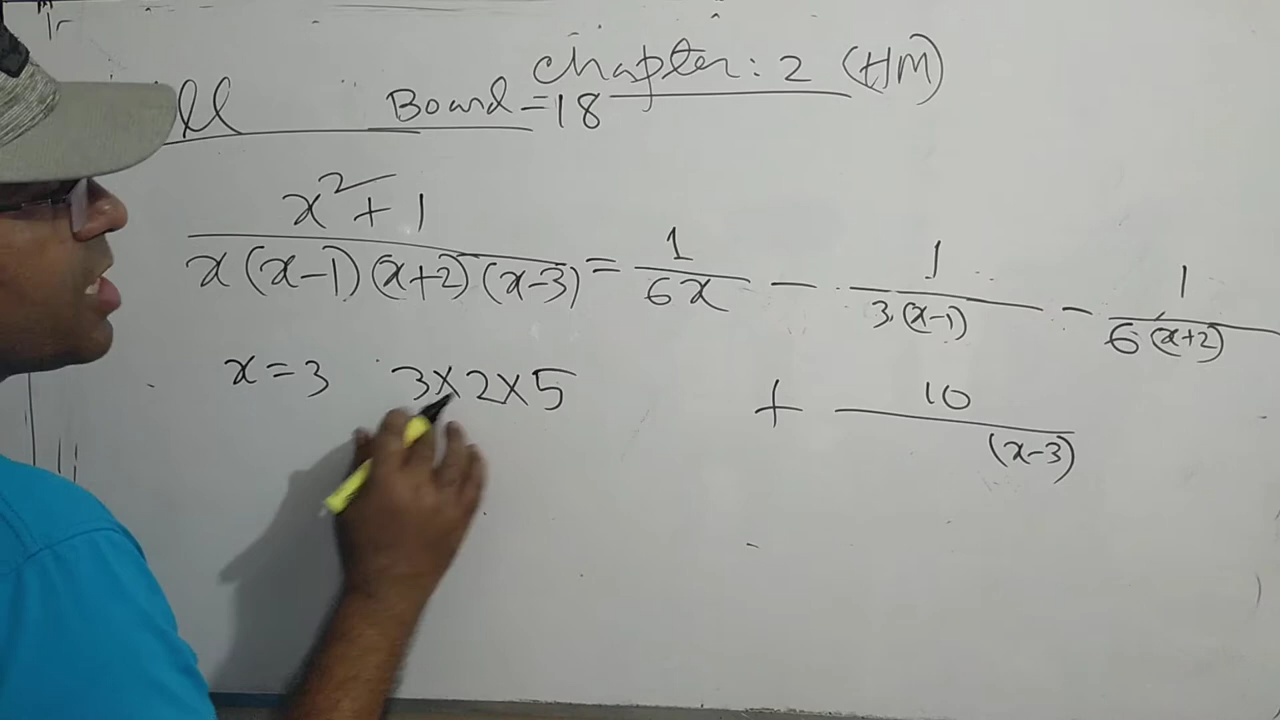 Chapter: 2 (HM)
Board = 18
x² + 1 / x(x-1)(x+2)(x-3) = 1 / 6x - 1 / 3(x-1) - 1 / 6(x+2)
+ 10 / (x-3)
x = 3 3×2×5